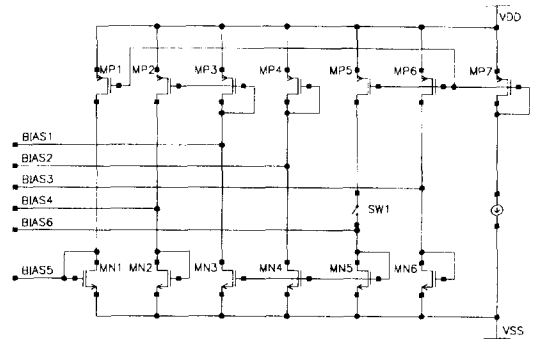 VDD
MP1 MP2 MP3 MP4 MP5 MP6 MP7
BIAS1
BIAS2
BIAS3
BIAS4
SW1
BIAS6
BIAS5 MN1 MN2 MN3 MN4 MN5 MN6
VSS